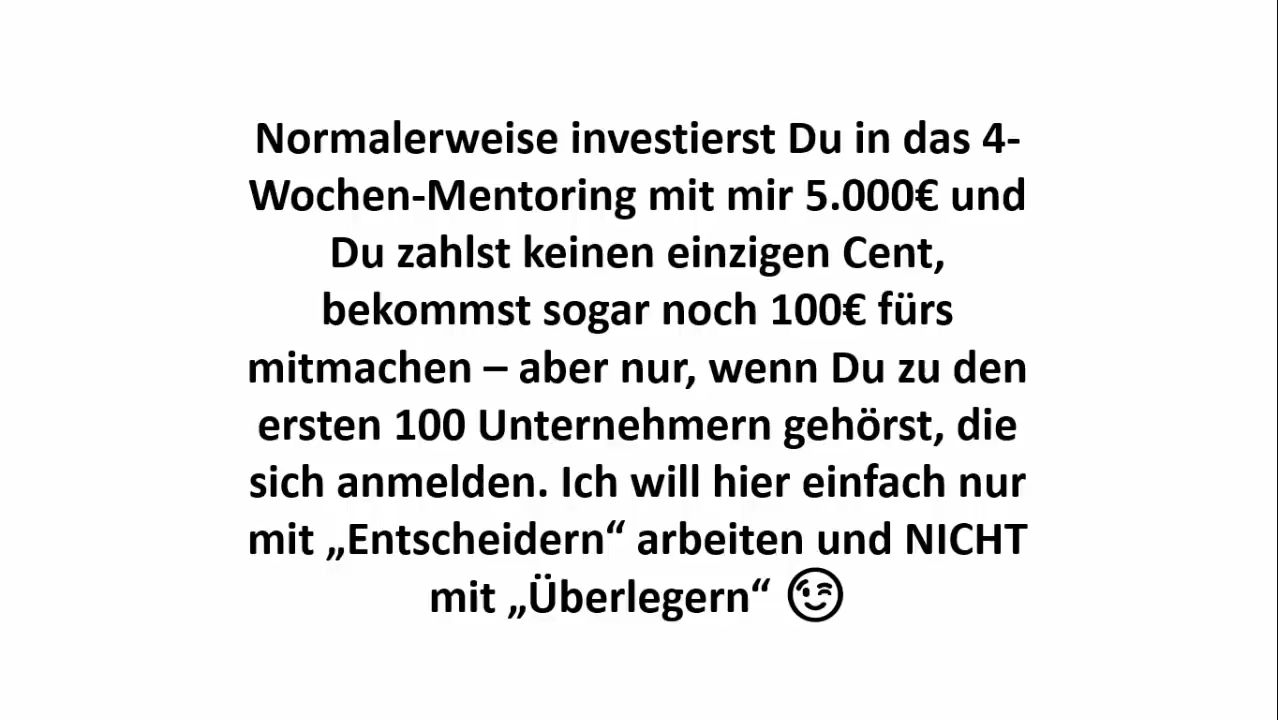 Normalerweise investierst Du in das 4-
Wochen-Mentoring mit mir 5.000€ und
Du zahlst keinen einzigen Cent,
bekommst sogar noch 100€ fürs
mitmachen – aber nur, wenn Du zu den
ersten 100 Unternehmern gehörst, die
sich anmelden. Ich will hier einfach nur
mit „Entscheidern“ arbeiten und NICHT
mit „Überlegern“ 😉